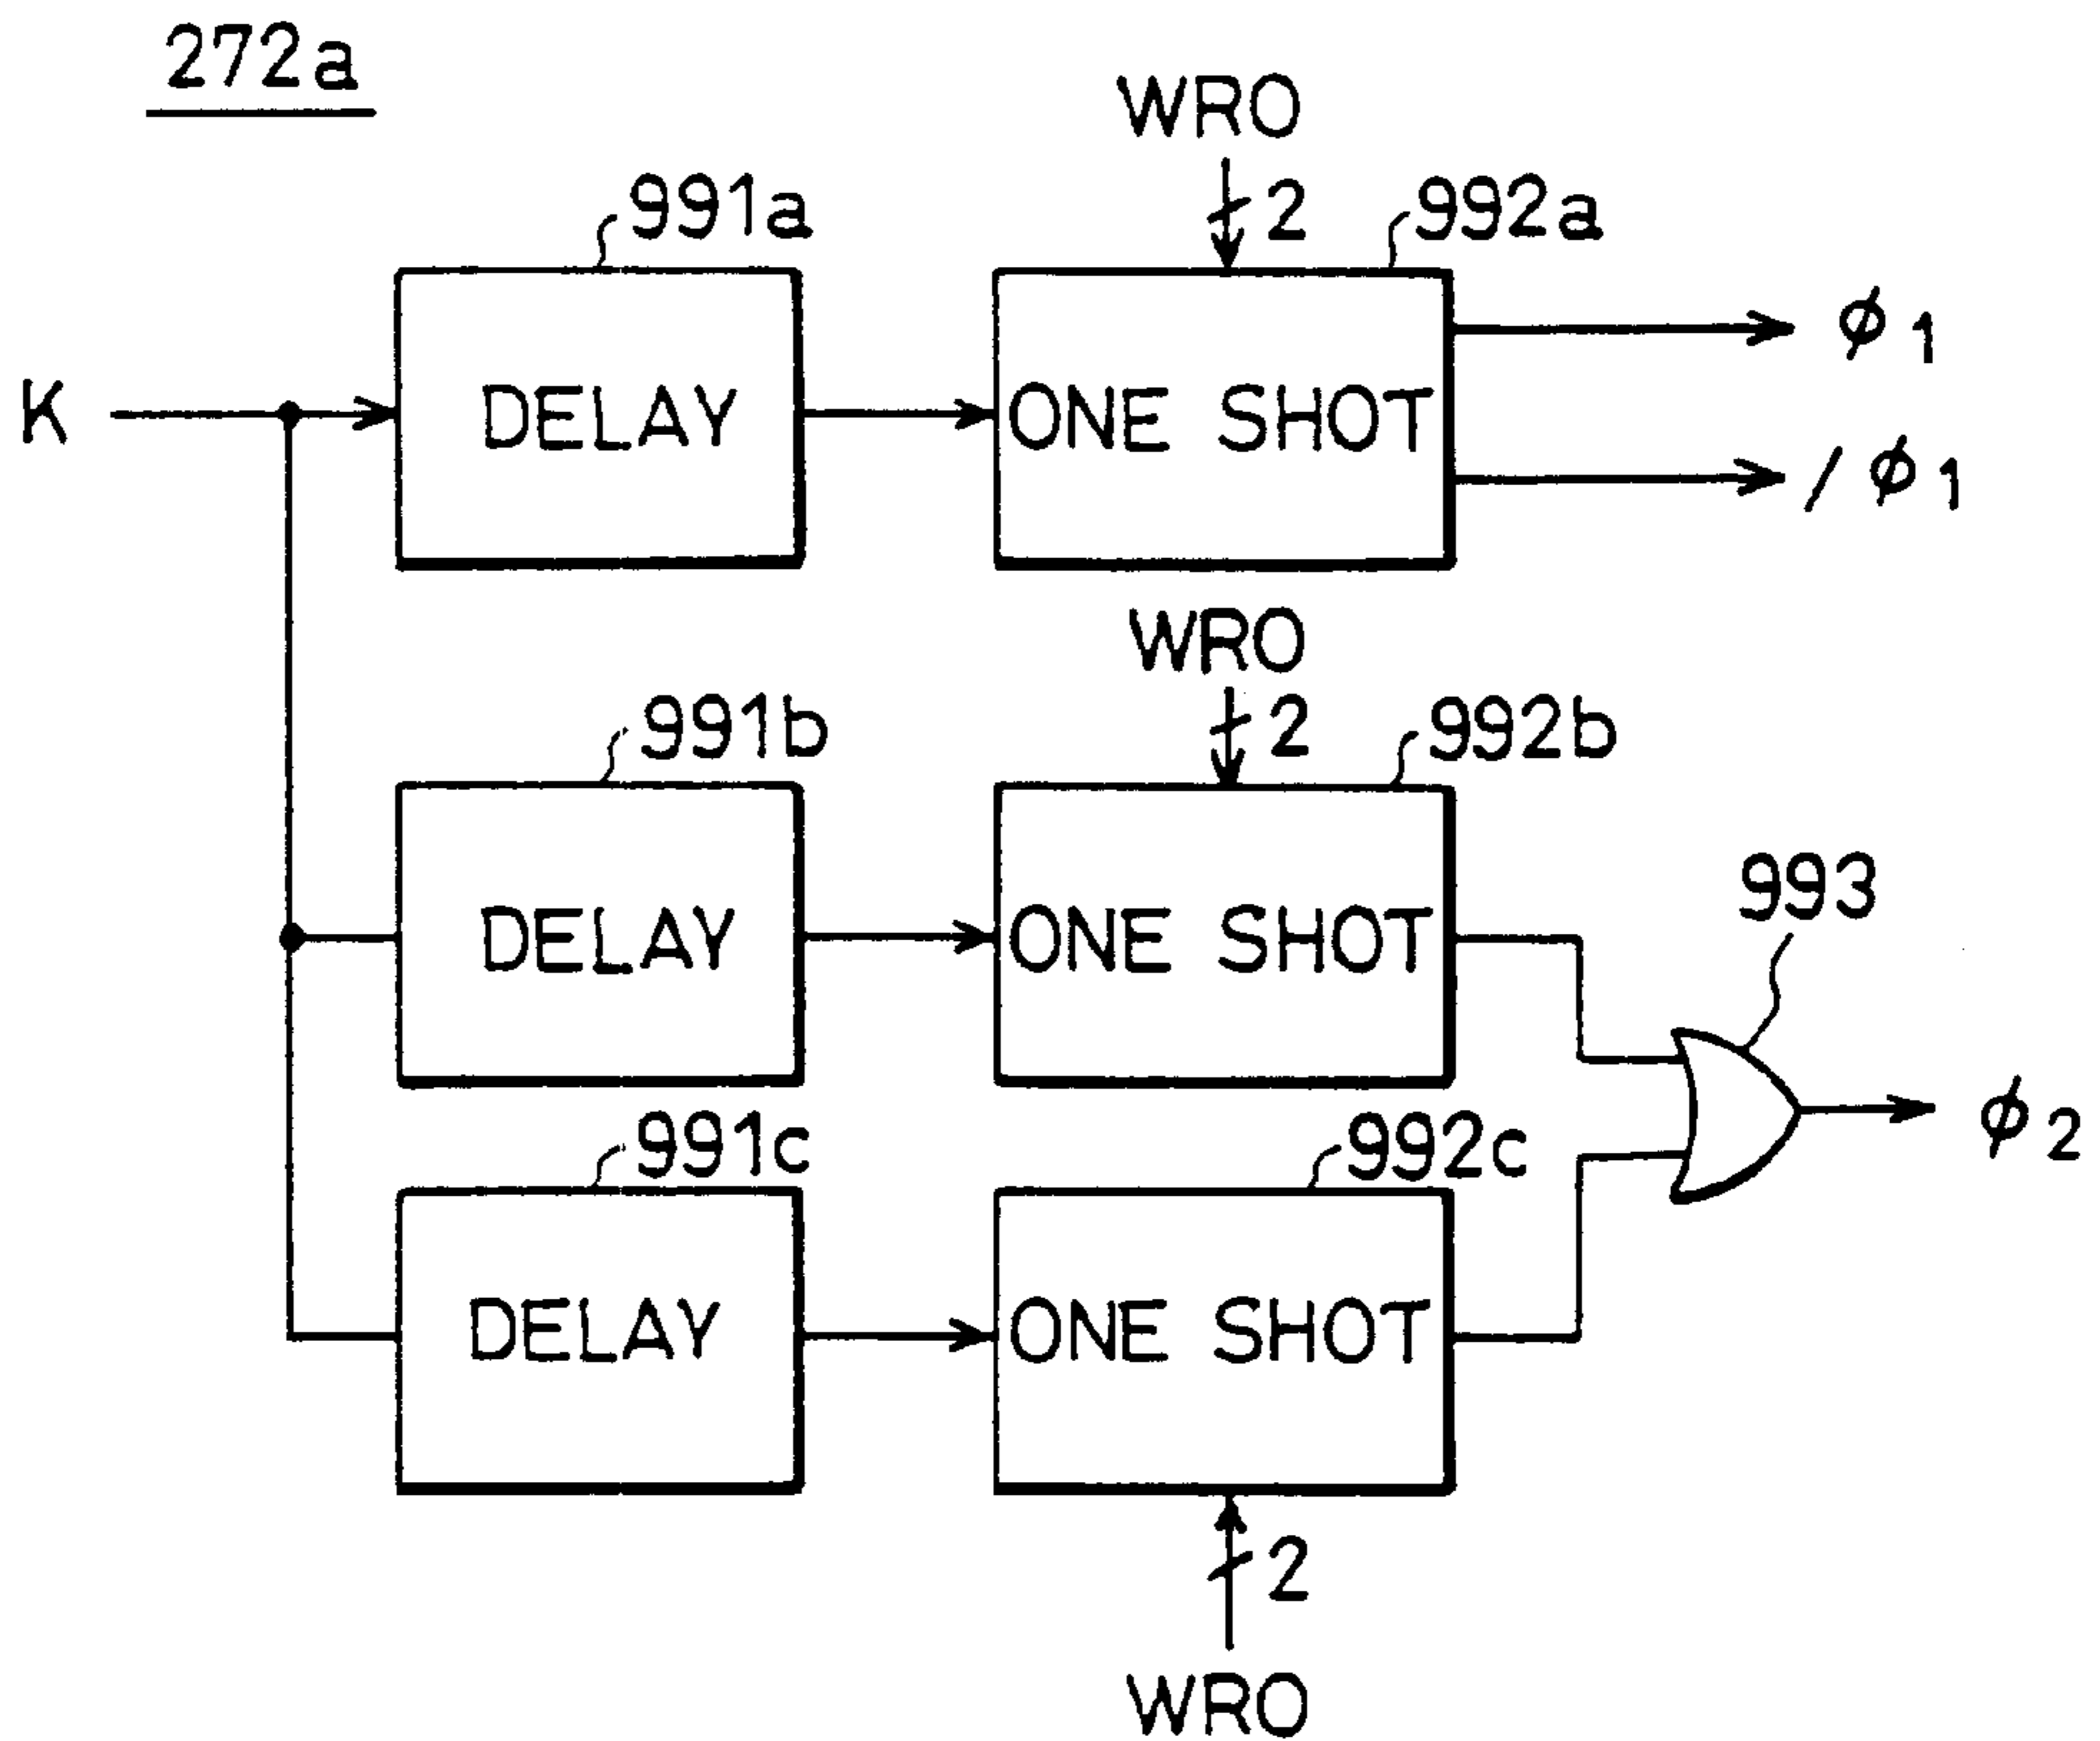 272a
WRO
2
991a
992a
K
DELAY
ONE SHOT
ϕ1
/ϕ1
WRO
2
991b
992b
DELAY
ONE SHOT
993
ϕ2
991c
992c
DELAY
ONE SHOT
2
WRO